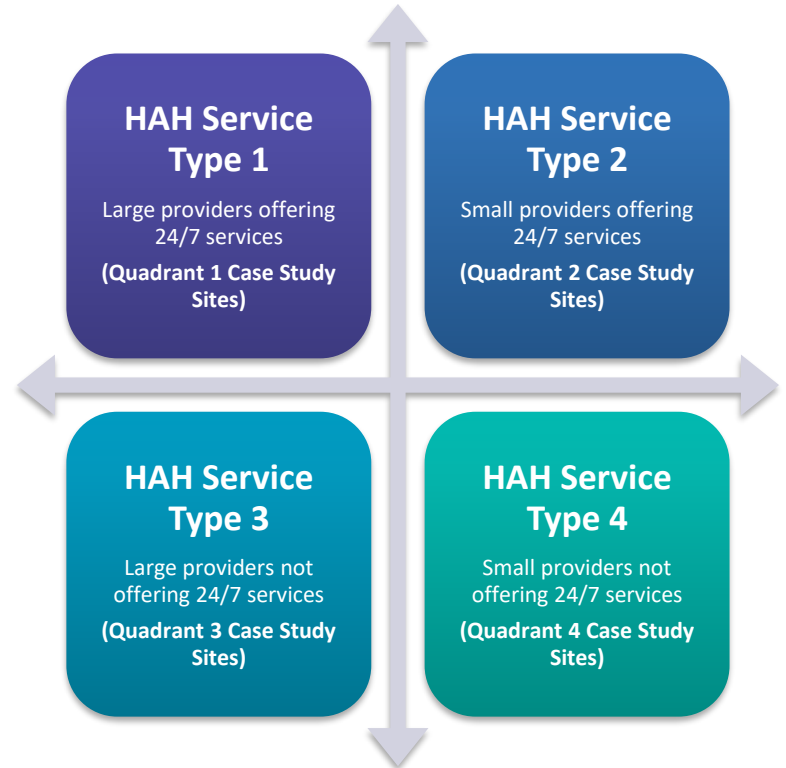 HAH Service
Type 1
Large providers offering
24/7 services
(Quadrant 1 Case Study
Sites)
HAH Service
Type 2
Small providers offering
24/7 services
(Quadrant 2 Case Study
Sites)
HAH Service
Type 3
Large providers not
offering 24/7 services
(Quadrant 3 Case Study
Sites)
HAH Service
Type 4
Small providers not
offering 24/7 services
(Quadrant 4 Case Study
Sites)